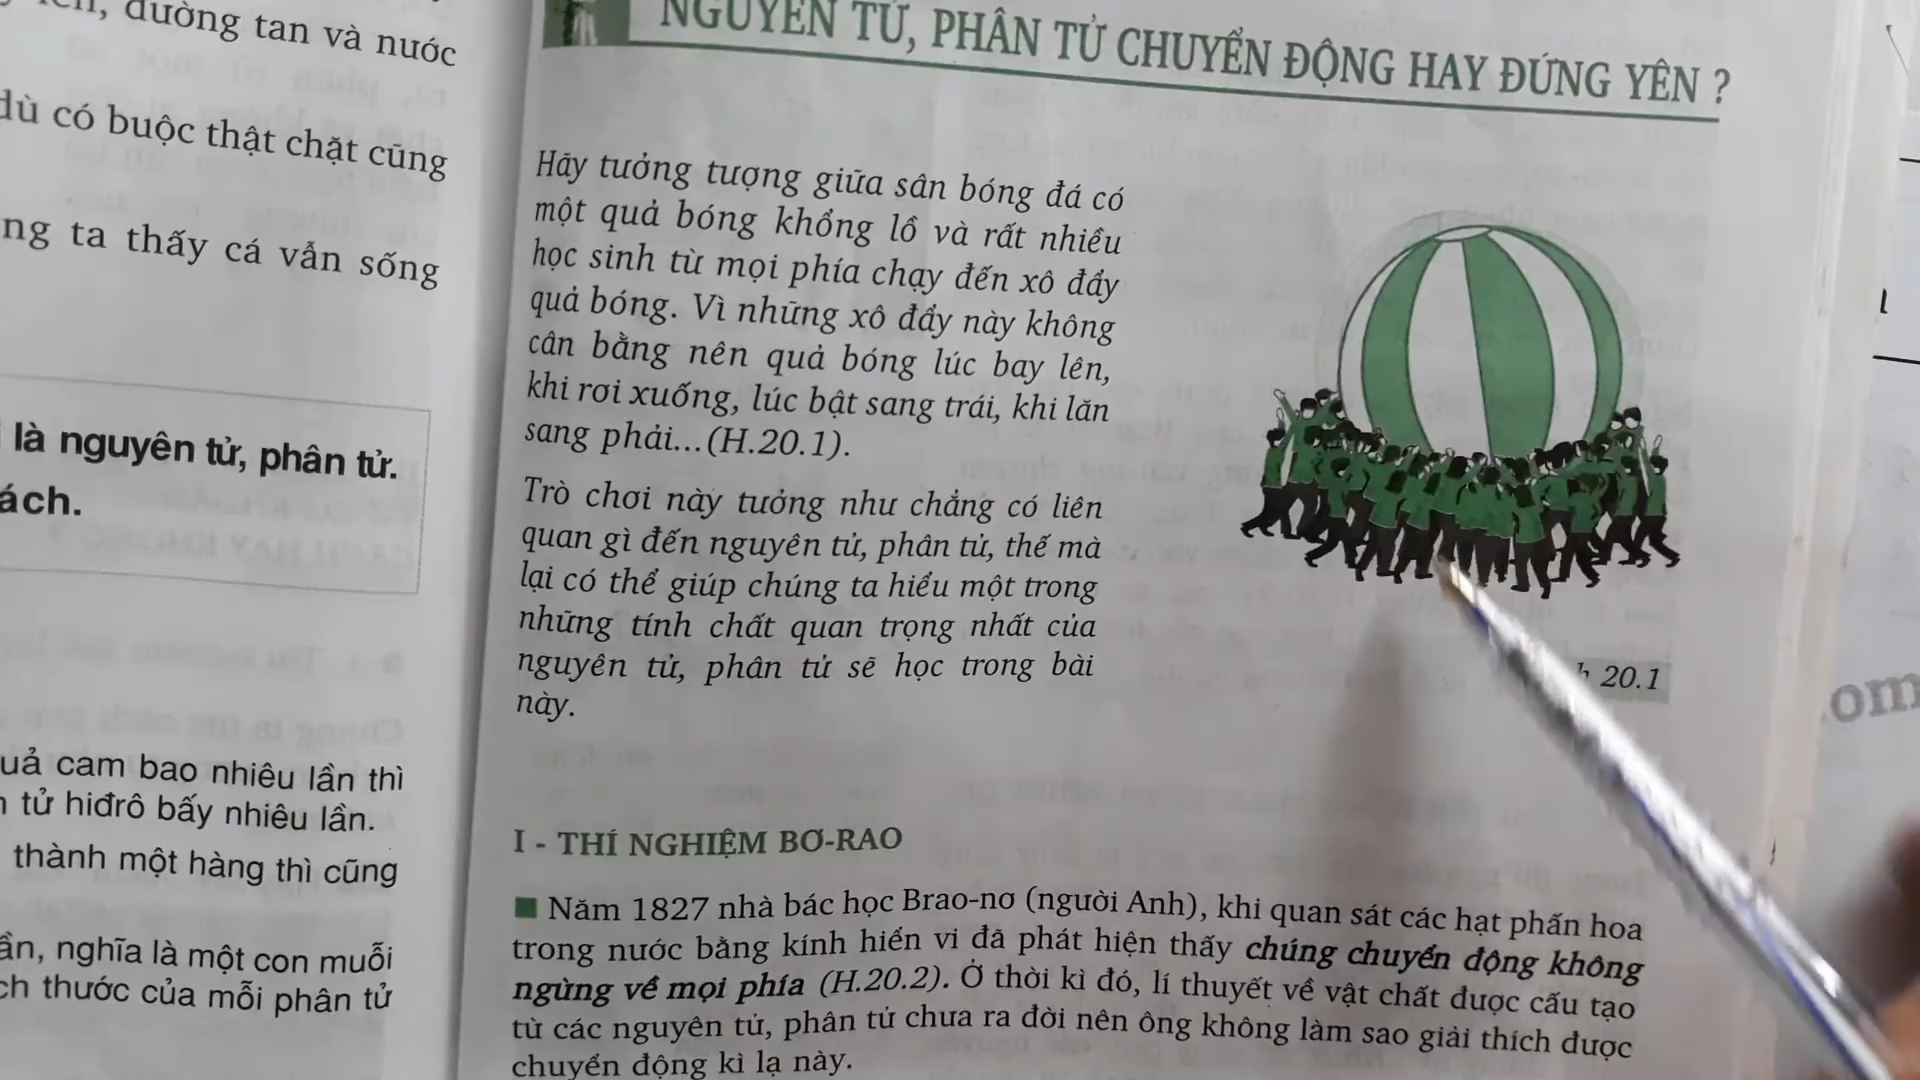 đường tan và nước
dù có buộc thật chặt cũng
ng ta thấy cá vẫn sống
là nguyên tử, phân tử.
ách.
uả cam bao nhiêu lần thì
tử hiđrô bấy nhiêu lần.
thành một hàng thì cũng
ần, nghĩa là một con muỗi
ch thước của mỗi phân tử
NGUYÊN TỬ, PHÂN TỬ CHUYỂN ĐỘNG HAY ĐỨNG YÊN ?
Hãy tưởng tượng giữa sân bóng đá có
một quả bóng khổng lồ và rất nhiều
học sinh từ mọi phía chạy đến xô đẩy
quả bóng. Vì những xô đẩy này không
cân bằng nên quả bóng lúc bay lên,
khi rơi xuống, lúc bật sang trái, khi lăn
sang phải...(H.20.1).
Trò chơi này tưởng như chẳng có liên
quan gì đến nguyên tử, phân tử, thế mà
lại có thể giúp chúng ta hiểu một trong
những tính chất quan trọng nhất của
nguyên tử, phân tử sẽ học trong bài
này.
h 20.1
I - THÍ NGHIỆM BƠ-RAO
Năm 1827 nhà bác học Brao-nơ (người Anh), khi quan sát các hạt phấn hoa
trong nước bằng kính hiển vi đã phát hiện thấy chúng chuyển động không
ngừng về mọi phía (H.20.2). Ở thời kì đó, lí thuyết về vật chất được cấu tạo
từ các nguyên tử, phân tử chưa ra đời nên ông không làm sao giải thích được
chuyển động kì lạ này.
.om